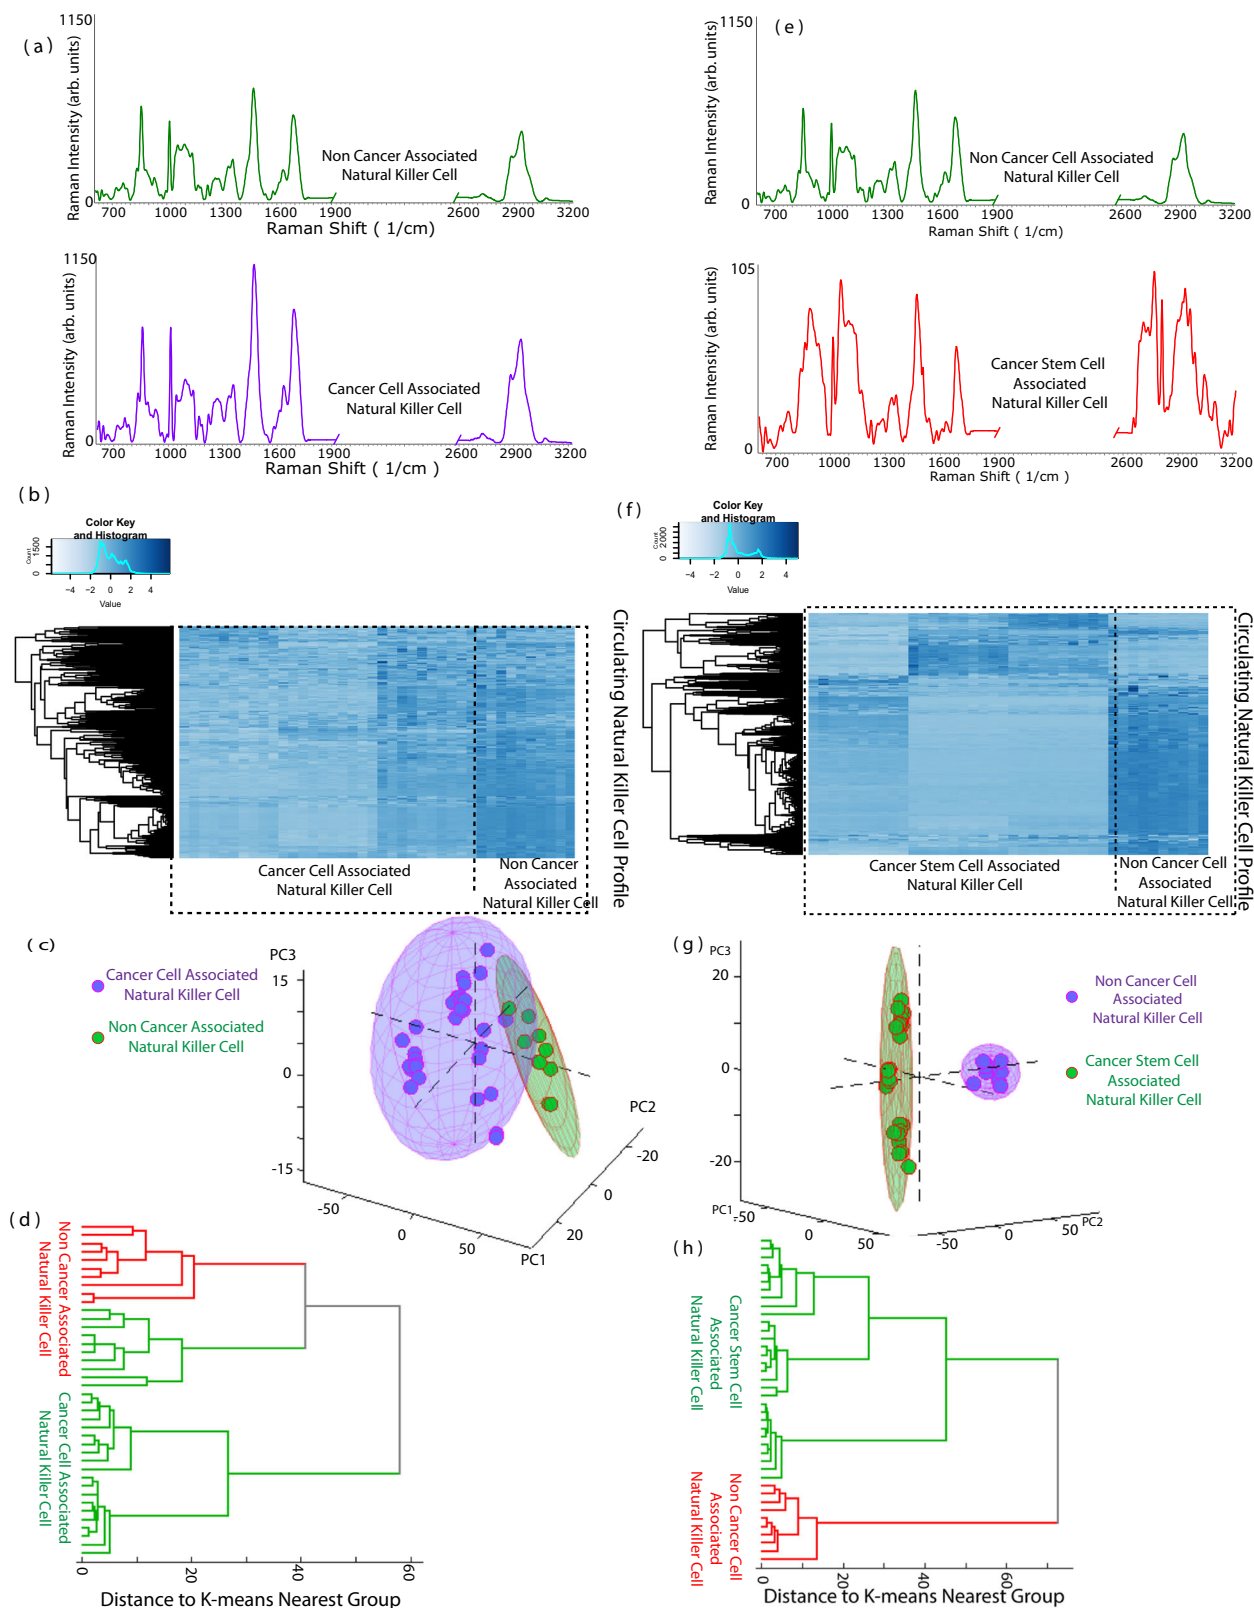 (a)
1150
Raman Intensity (arb. units)
0
Non Cancer Associated
Natural Killer Cell
700 1000 1300 1600 1900 2600 2900 3200
Raman Shift ( 1/cm)
1150
Raman Intensity (arb. units)
0
Cancer Cell Associated
Natural Killer Cell
700 1000 1300 1600 1900 2600 2900 3200
Raman Shift ( 1/cm )
(e)
1150
Raman Intensity (arb. units)
0
Non Cancer Cell Associated
Natural Killer Cell
700 1000 1300 1600 1900 2600 2900 3200
Raman Shift ( 1/cm)
105
Raman Intensity (arb. units)
0
Cancer Stem Cell
Associated
Natural Killer Cell
700 1000 1300 1600 1900 2600 2900 3200
Raman Shift ( 1/cm )
(b)
Color Key
and Histogram
Count
0 1500
−4 −2 0 2 4
Value
Circulating Natural Killer Cell Profile
Cancer Cell Associated
Natural Killer Cell
Non Cancer
Associated
Natural Killer Cell
(f)
Color Key
and Histogram
Count
0 2000
−4 −2 0 2 4
Value
Circulating Natural Killer Cell Profile
Cancer Stem Cell Associated
Natural Killer Cell
Non Cancer Cell
Associated
Natural Killer Cell
(c)
Cancer Cell Associated
Natural Killer Cell
Non Cancer Associated
Natural Killer Cell
PC3
15
0
-15
-50
0
50
PC1
20
0
-20
PC2
(g)
PC3
20
0
-20
PC1
-50
0
50
-50
0
50
PC2
Non Cancer Cell
Associated
Natural Killer Cell
Cancer Stem Cell
Associated
Natural Killer Cell
(d)
Non Cancer Associated
Natural Killer Cell
Cancer Cell Associated
Natural Killer Cell
0 20 40 60
Distance to K-means Nearest Group
(h)
Cancer Stem Cell
Associated
Natural Killer Cell
Non Cancer Cell
Associated
Natural Killer Cell
0 20 40 60
Distance to K-means Nearest Group